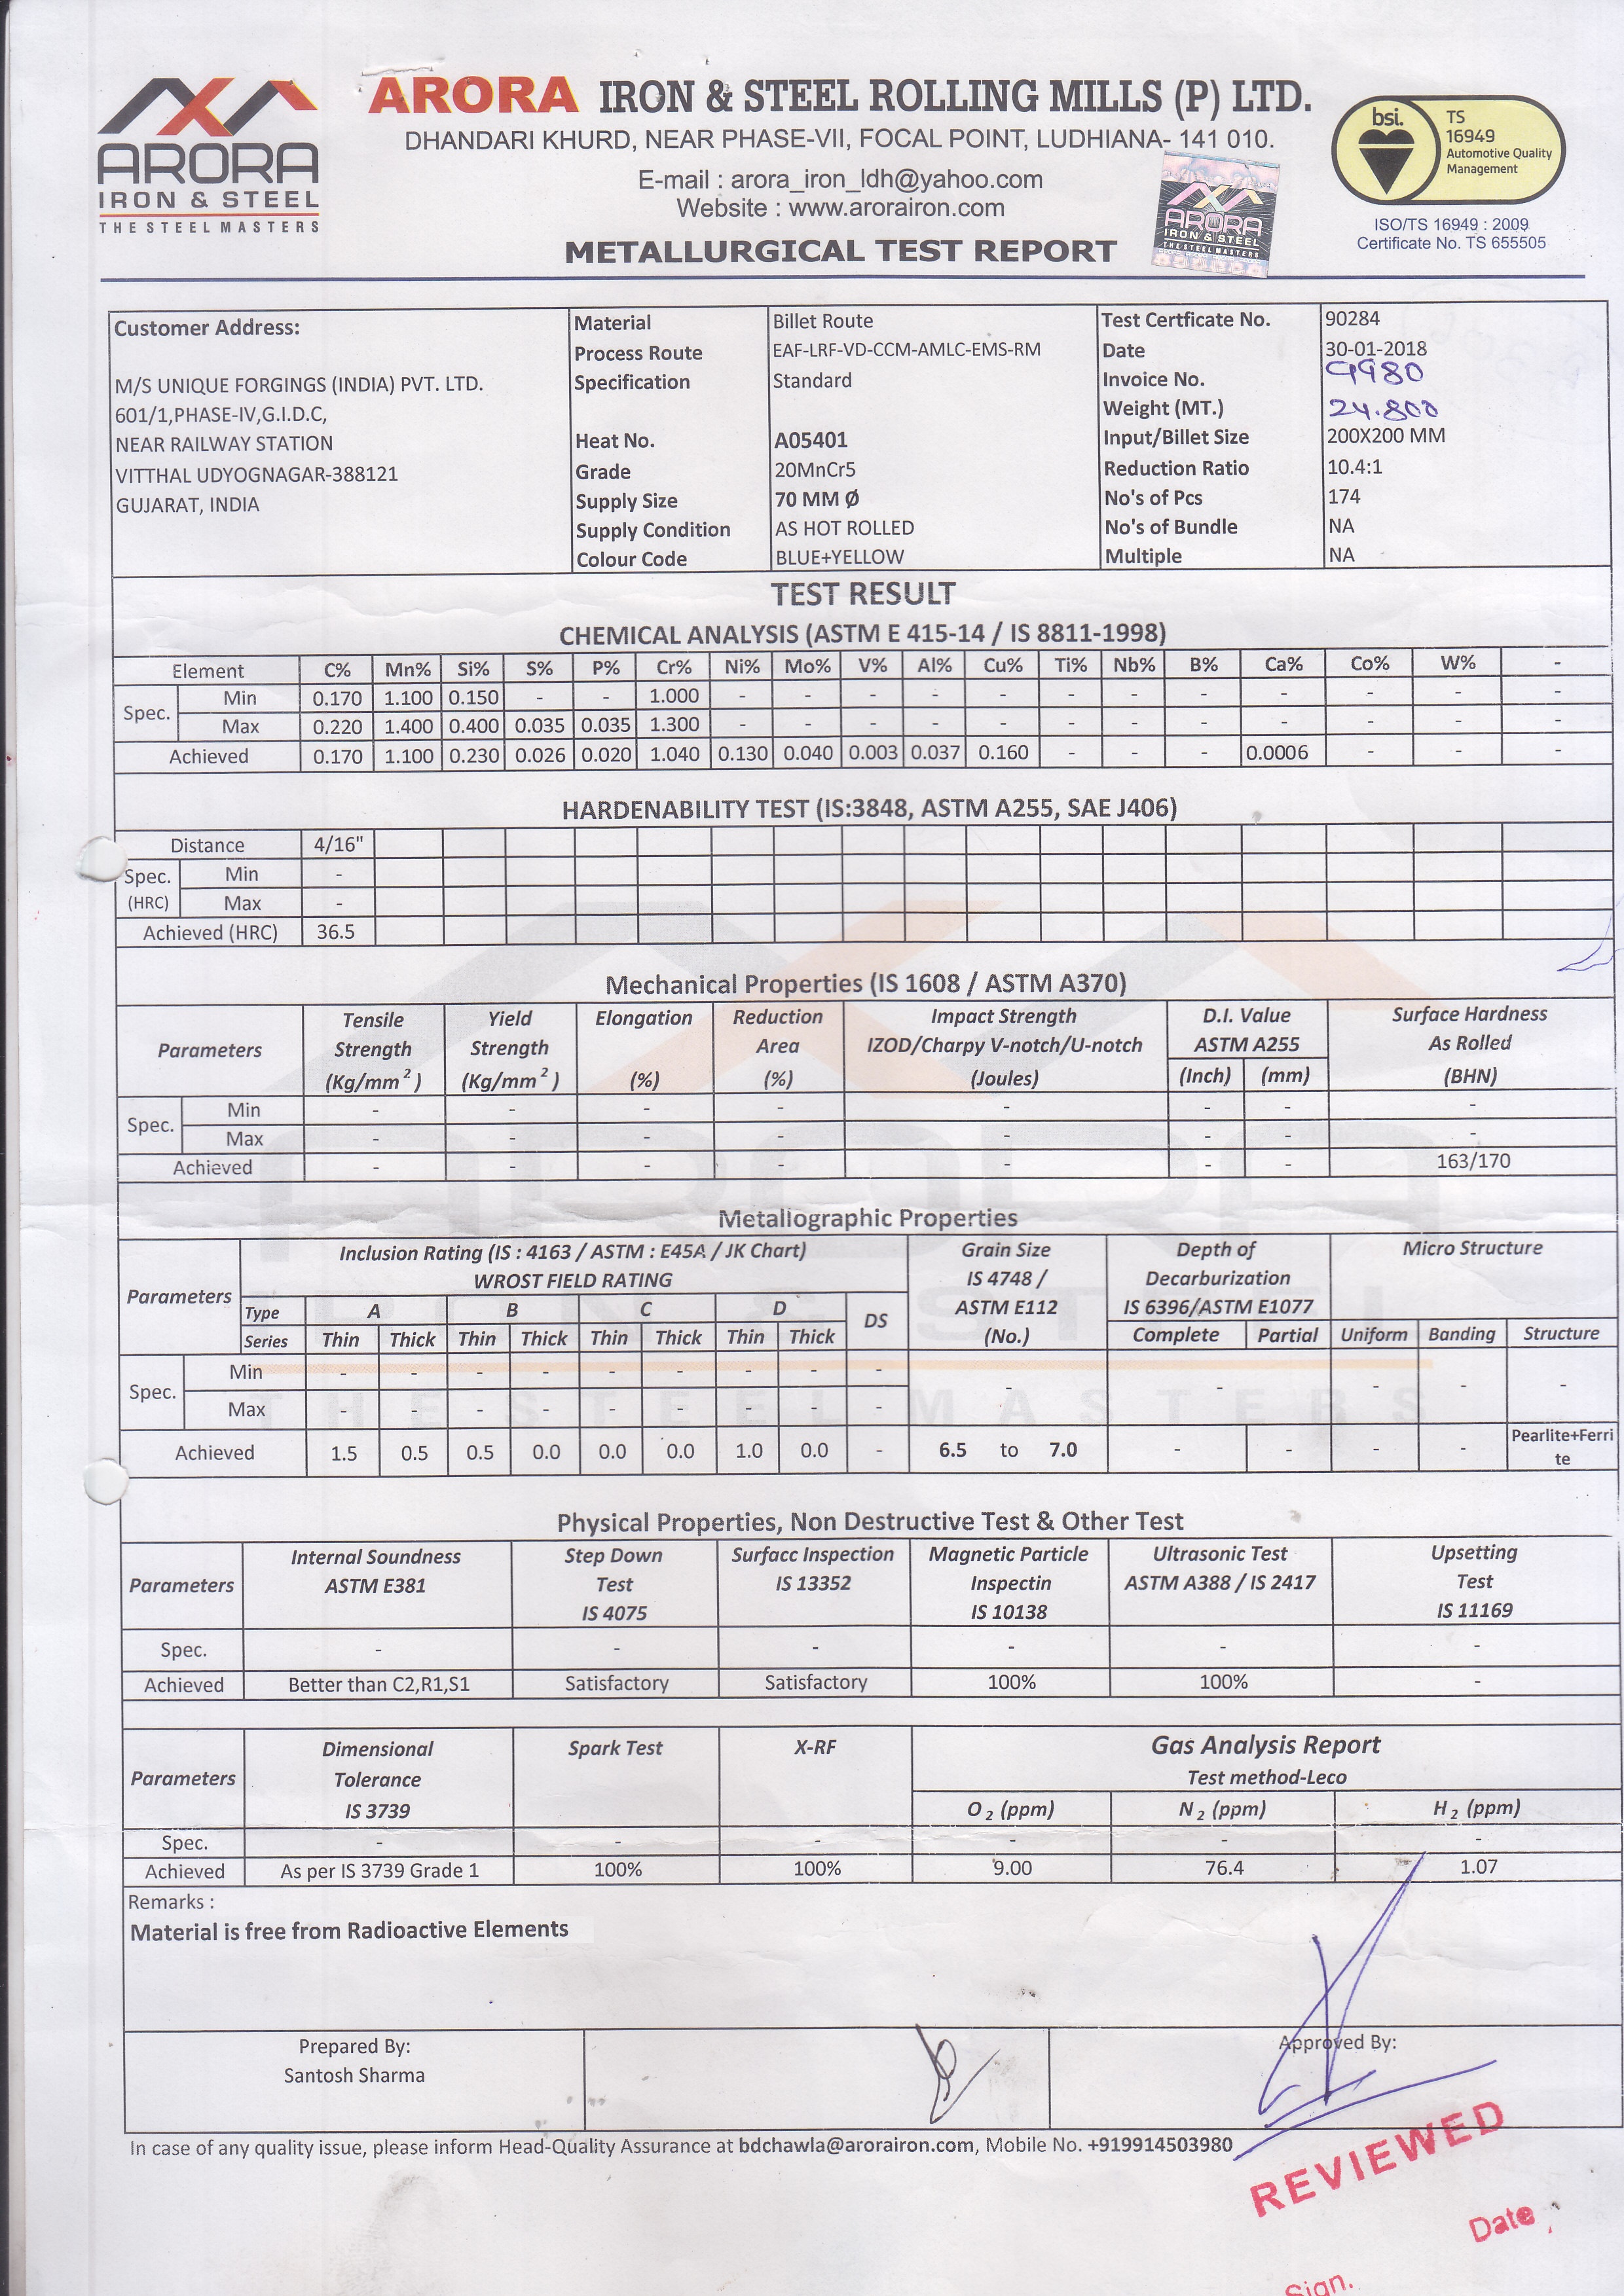 ARORA
IRON & STEEL
THE STEEL MASTERS
ARORA IRON & STEEL ROLLING MILLS (P) LTD.
DHANDARI KHURD, NEAR PHASE-VII, FOCAL POINT, LUDHIANA- 141 010.
E-mail : arora_iron_ldh@yahoo.com
Website : www.arorairon.com
METALLURGICAL TEST REPORT
ARORA
IRON & STEEL
THE STEEL MASTERS
bsi.
TS
16949
Automotive Quality
Management
ISO/TS 16949 : 2009
Certificate No. TS 655505
Customer Address:
M/S UNIQUE FORGINGS (INDIA) PVT. LTD.
601/1,PHASE-IV,G.I.D.C,
NEAR RAILWAY STATION
VITTHAL UDYOGNAGAR-388121
GUJARAT, INDIA
Material Billet Route
Process Route EAF-LRF-VD-CCM-AMLC-EMS-RM
Specification Standard
Heat No. A05401
Grade 20MnCr5
Supply Size 70 MM Ø
Supply Condition AS HOT ROLLED
Colour Code BLUE+YELLOW
Test Certficate No. 90284
Date 30-01-2018
Invoice No. 9980
Weight (MT.) 24.800
Input/Billet Size 200X200 MM
Reduction Ratio 10.4:1
No's of Pcs 174
No's of Bundle NA
Multiple NA
TEST RESULT
CHEMICAL ANALYSIS (ASTM E 415-14 / IS 8811-1998)
Element C% Mn% Si% S% P% Cr% Ni% Mo% V% Al% Cu% Ti% Nb% B% Ca% Co% W% -
Spec. Min 0.170 1.100 0.150 - - 1.000 - - - - - - - - - - - -
Max 0.220 1.400 0.400 0.035 0.035 1.300 - - - - - - - - - - - -
Achieved 0.170 1.100 0.230 0.026 0.020 1.040 0.130 0.040 0.003 0.037 0.160 - - - 0.0006 - - -
HARDENABILITY TEST (IS:3848, ASTM A255, SAE J406)
Distance 4/16"
Spec. (HRC) Min -
Max -
Achieved (HRC) 36.5
Mechanical Properties (IS 1608 / ASTM A370)
Parameters
Tensile Strength (Kg/mm²)
Yield Strength (Kg/mm²)
Elongation (%)
Reduction Area (%)
Impact Strength IZOD/Charpy V-notch/U-notch (Joules)
D.I. Value ASTM A255
(Inch) (mm)
Surface Hardness As Rolled (BHN)
Spec. Min - - - - - - - -
Max - - - - - - - -
Achieved - - - - - - - 163/170
Metallographic Properties
Parameters
Inclusion Rating (IS : 4163 / ASTM : E45A / JK Chart)
WROST FIELD RATING
Type A B C D DS
Series Thin Thick Thin Thick Thin Thick Thin Thick
Grain Size IS 4748 / ASTM E112 (No.)
Depth of Decarburization IS 6396/ASTM E1077
Complete Partial
Micro Structure
Uniform Banding Structure
Spec. Min - - - - - - - - -
Max - - - - - - - - -
- - - - - -
Achieved 1.5 0.5 0.5 0.0 0.0 0.0 1.0 0.0 - 6.5 to 7.0 - - - - Pearlite+Ferrite
Physical Properties, Non Destructive Test & Other Test
Parameters
Internal Soundness ASTM E381
Step Down Test IS 4075
Surfacc Inspection IS 13352
Magnetic Particle Inspectin IS 10138
Ultrasonic Test ASTM A388 / IS 2417
Upsetting Test IS 11169
Spec. - - - - - -
Achieved Better than C2,R1,S1 Satisfactory Satisfactory 100% 100% -
Parameters
Dimensional Tolerance IS 3739
Spark Test
X-RF
Gas Analysis Report
Test method-Leco
O2 (ppm) N2 (ppm) H2 (ppm)
Spec. - - - - - -
Achieved As per IS 3739 Grade 1 100% 100% 9.00 76.4 1.07
Remarks :
Material is free from Radioactive Elements
Prepared By:
Santosh Sharma
Approved By:
In case of any quality issue, please inform Head-Quality Assurance at bdchawla@arorairon.com, Mobile No. +919914503980
REVIEWED
Date :
Sign.